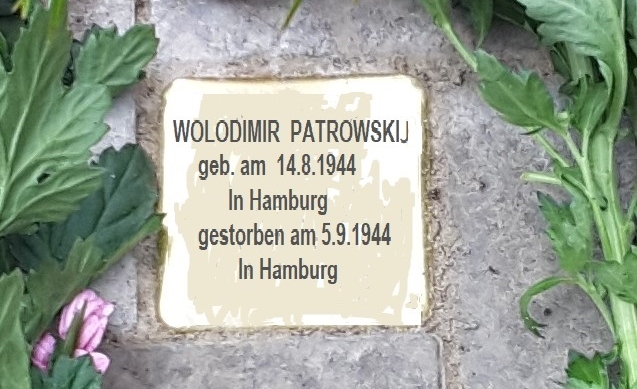 WOLODIMIR PATROWSKIJ
geb. am 14.8.1944
In Hamburg
gestorben am 5.9.1944
In Hamburg